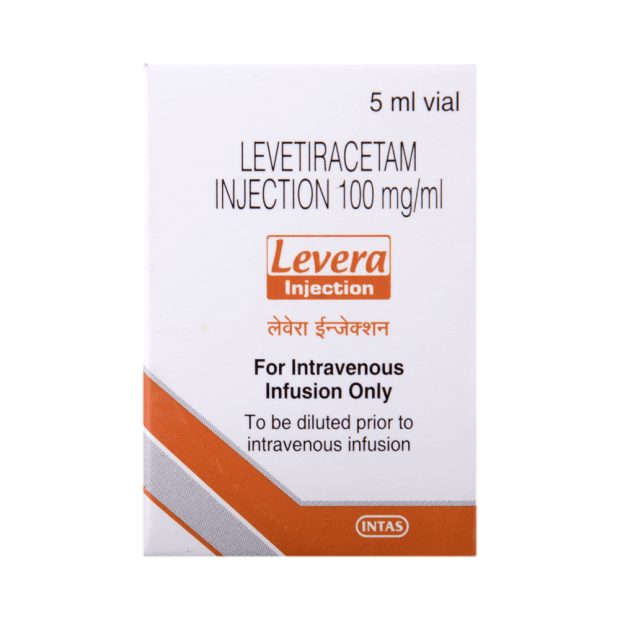 5 ml vial
LEVETIRACETAM
INJECTION 100 mg/ml
Levera
Injection
लेवेरा ईन्जेक्शन
For Intravenous
Infusion Only
To be diluted prior to
intravenous infusion
INTAS